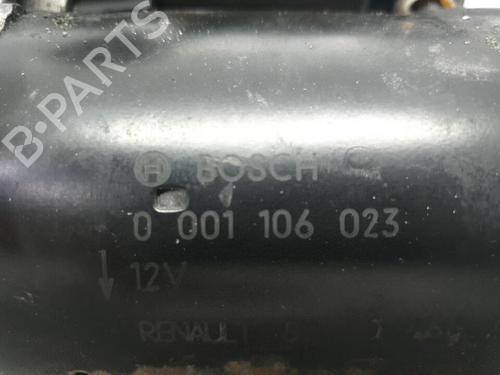 B-PARTS
BOSCH
0 001 106 023
12V
RENAULT